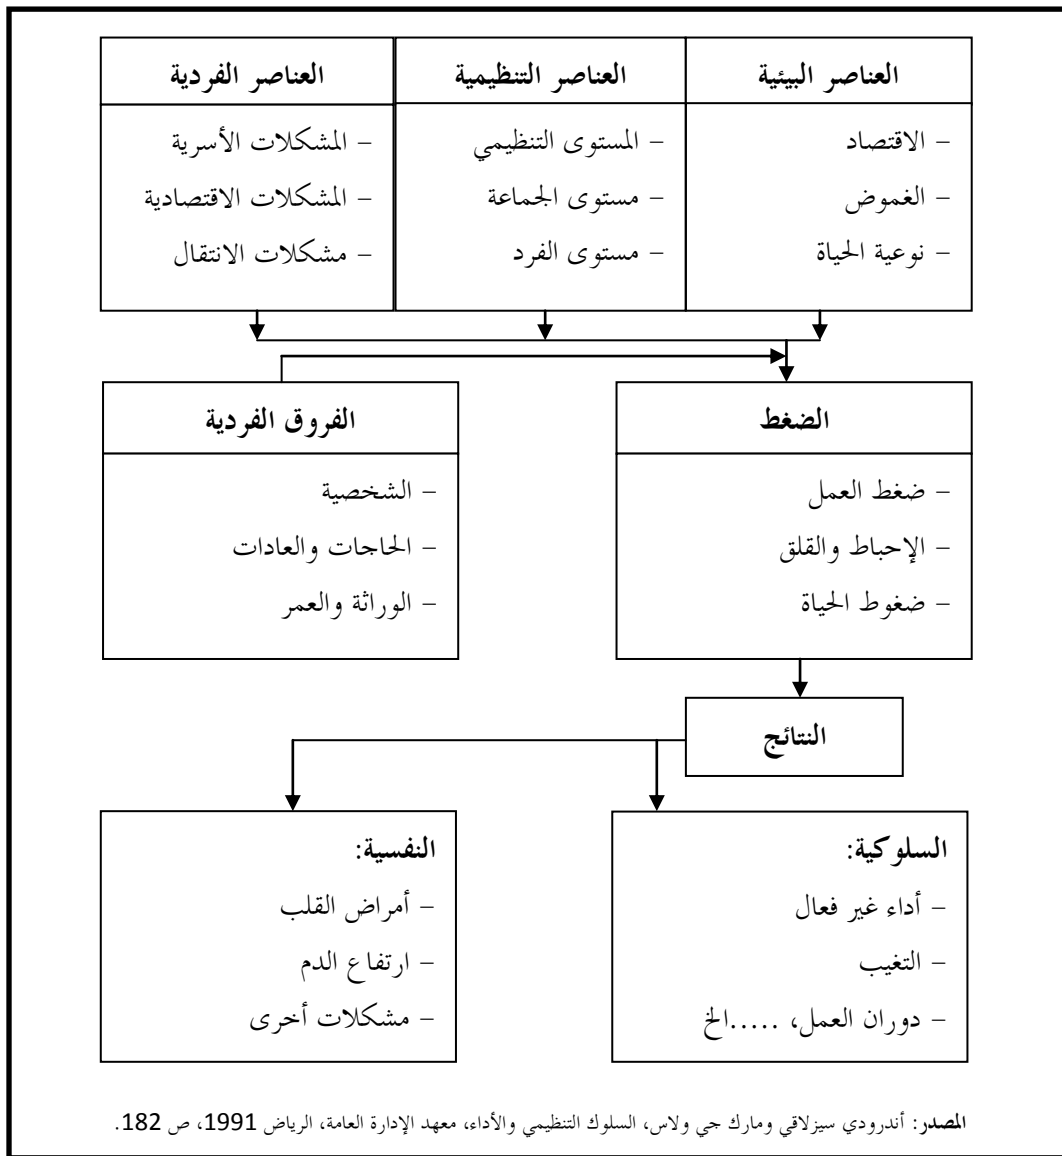 العناصر البيئية
– الاقتصاد
– الغموض
– نوعية الحياة
العناصر التنظيمية
– المستوى التنظيمي
– مستوى الجماعة
– مستوى الفرد
العناصر الفردية
– المشكلات الأسرية
– المشكلات الاقتصادية
– مشكلات الانتقال
الضغط
– ضغط العمل
– الإحباط والقلق
– ضغوط الحياة
الفروق الفردية
– الشخصية
– الحاجات والعادات
– الوراثة والعمر
النتائج
السلوكية:
– أداء غير فعال
– التغيب
– دوران العمل، .....الخ
النفسية:
– أمراض القلب
– ارتفاع الدم
– مشكلات أخرى
المصدر: أندرودي سيزلاقي ومارك جي ولاس، السلوك التنظيمي والأداء، معهد الإدارة العامة، الرياض 1991، ص 182.